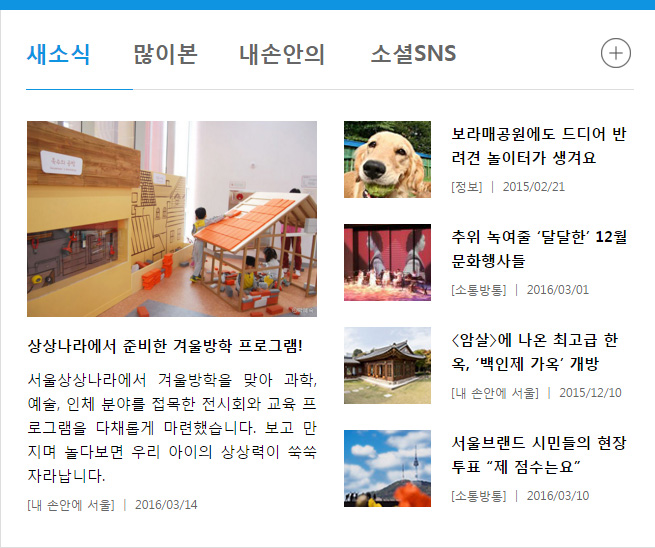 새소식 많이본 내손안의 소셜SNS
상상나라에서 준비한 겨울방학 프로그램!
서울상상나라에서 겨울방학을 맞아 과학,
예술, 인체 분야를 접목한 전시회와 교육 프
로그램을 다채롭게 마련했습니다. 보고 만
지며 놀다보면 우리 아이의 상상력이 쑥쑥
자라납니다.
[내 손안에 서울] | 2016/03/14
보라매공원에도 드디어 반
려견 놀이터가 생겨요
[정보] | 2015/02/21
추위 녹여줄 ‘달달한’ 12월
문화행사들
[소통방통] | 2016/03/01
<암살>에 나온 최고급 한
옥, ‘백인제 가옥’ 개방
[내 손안에 서울] | 2015/12/10
서울브랜드 시민들의 현장
투표 “제 점수는요”
[소통방통] | 2016/03/10